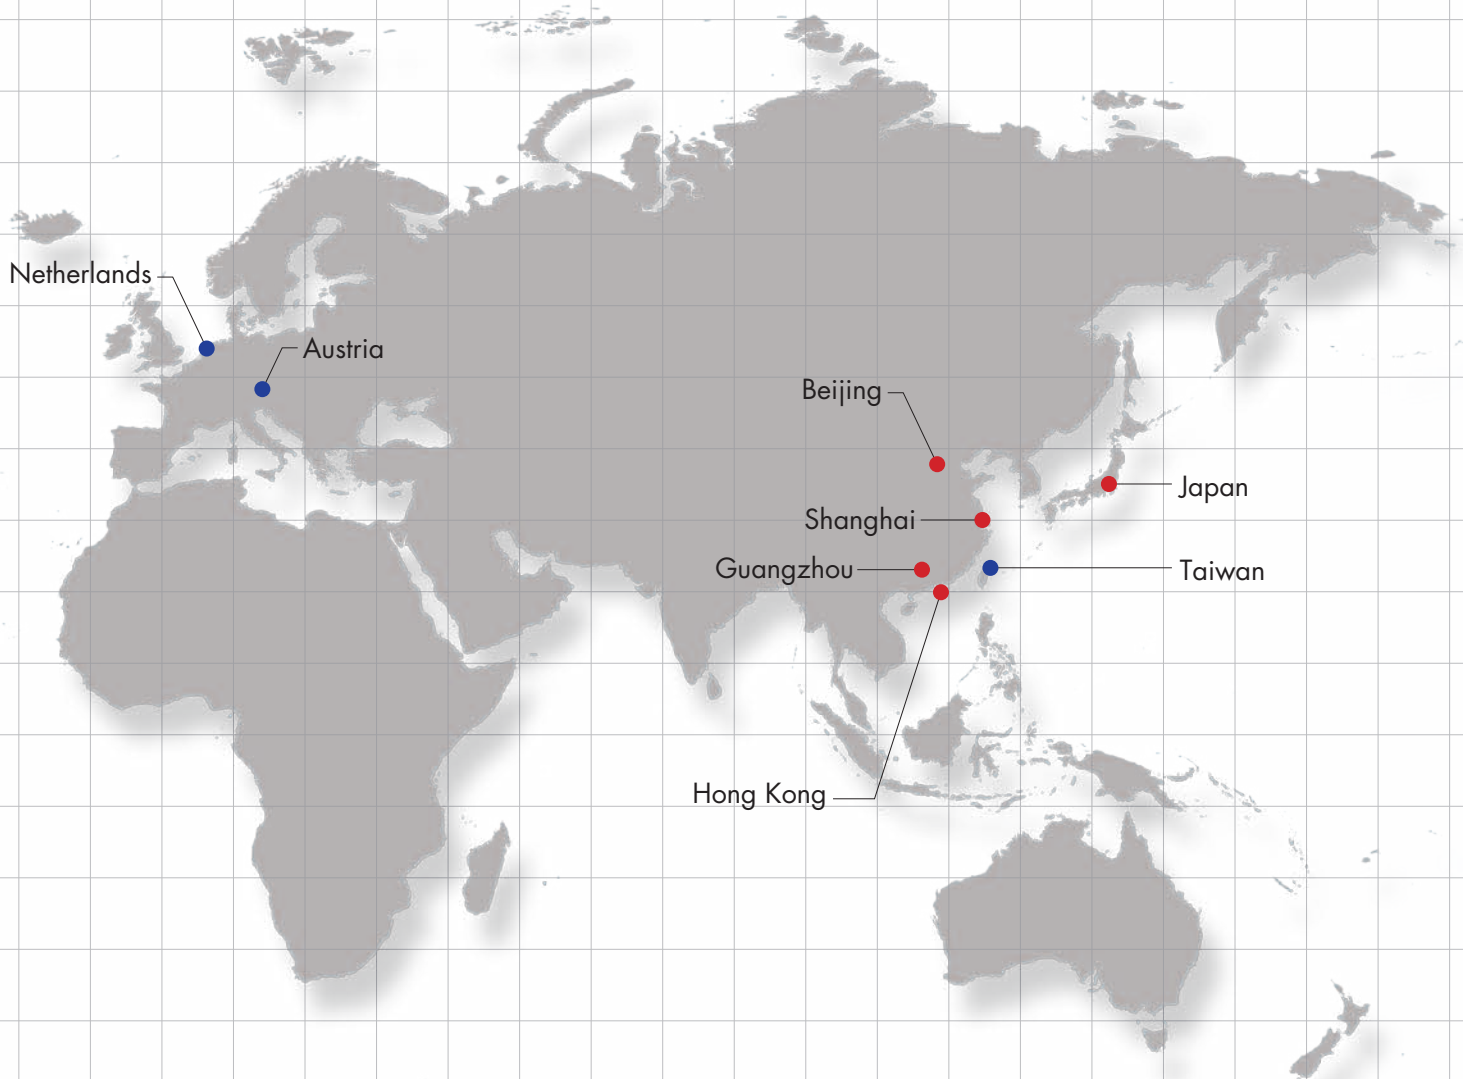 Netherlands
Austria
Beijing
Japan
Shanghai
Guangzhou
Taiwan
Hong Kong